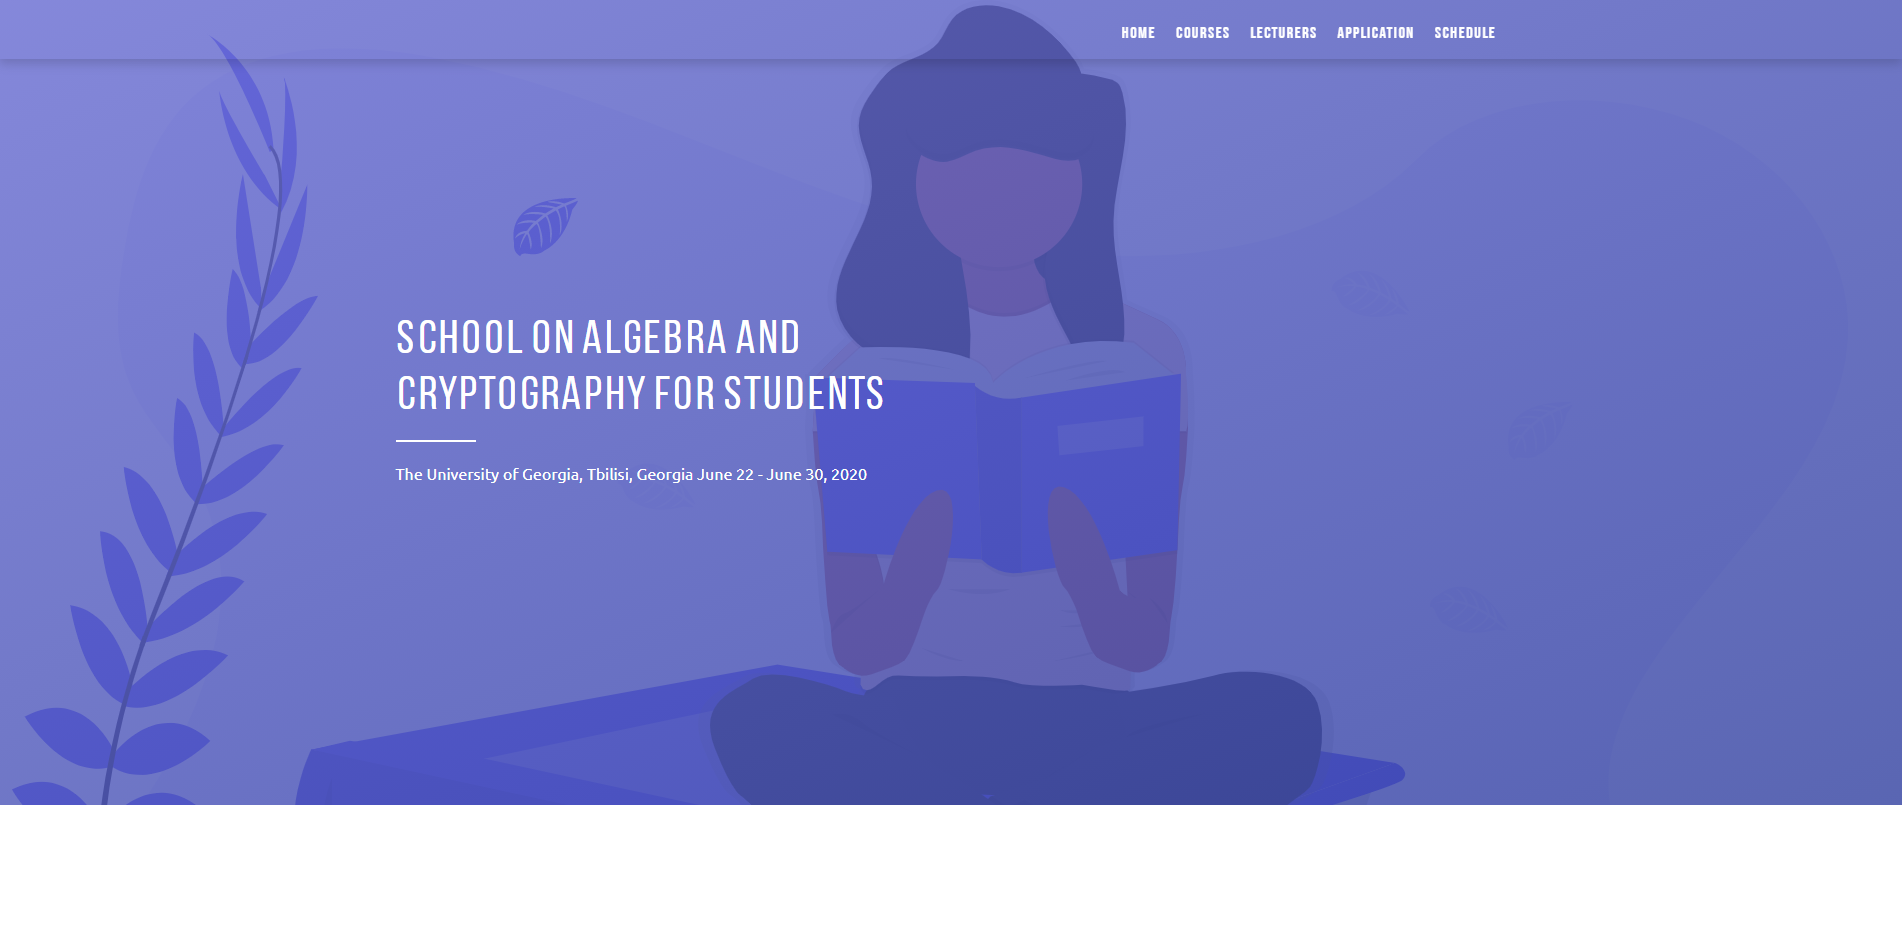 HOME COURSES LECTURERS APPLICATION SCHEDULE
SCHOOL ON ALGEBRA AND
CRYPTOGRAPHY FOR STUDENTS
The University of Georgia, Tbilisi, Georgia June 22 - June 30, 2020